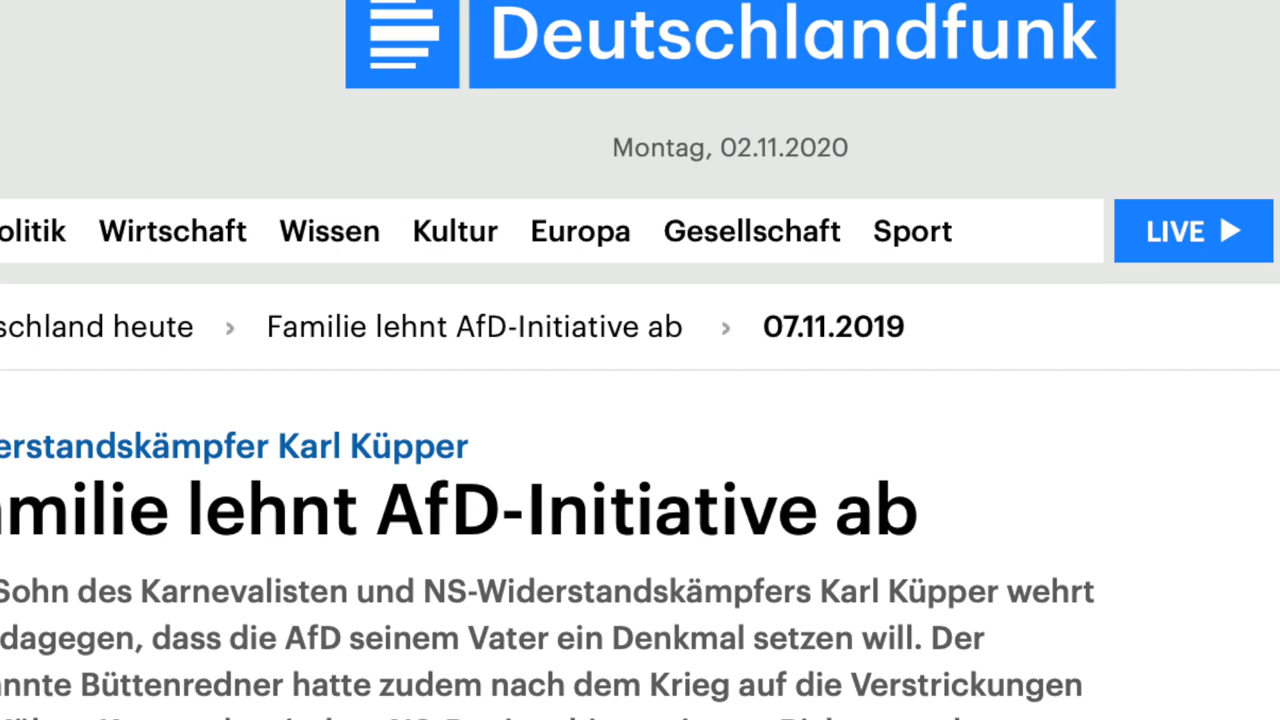 Deutschlandfunk
Montag, 02.11.2020
olitik Wirtschaft Wissen Kultur Europa Gesellschaft Sport LIVE
schland heute › Familie lehnt AfD-Initiative ab › 07.11.2019
erstandskämpfer Karl Küpper
amilie lehnt AfD-Initiative ab
Sohn des Karnevalisten und NS-Widerstandskämpfers Karl Küpper wehrt
dagegen, dass die AfD seinem Vater ein Denkmal setzen will. Der
annte Büttenredner hatte zudem nach dem Krieg auf die Verstrickungen